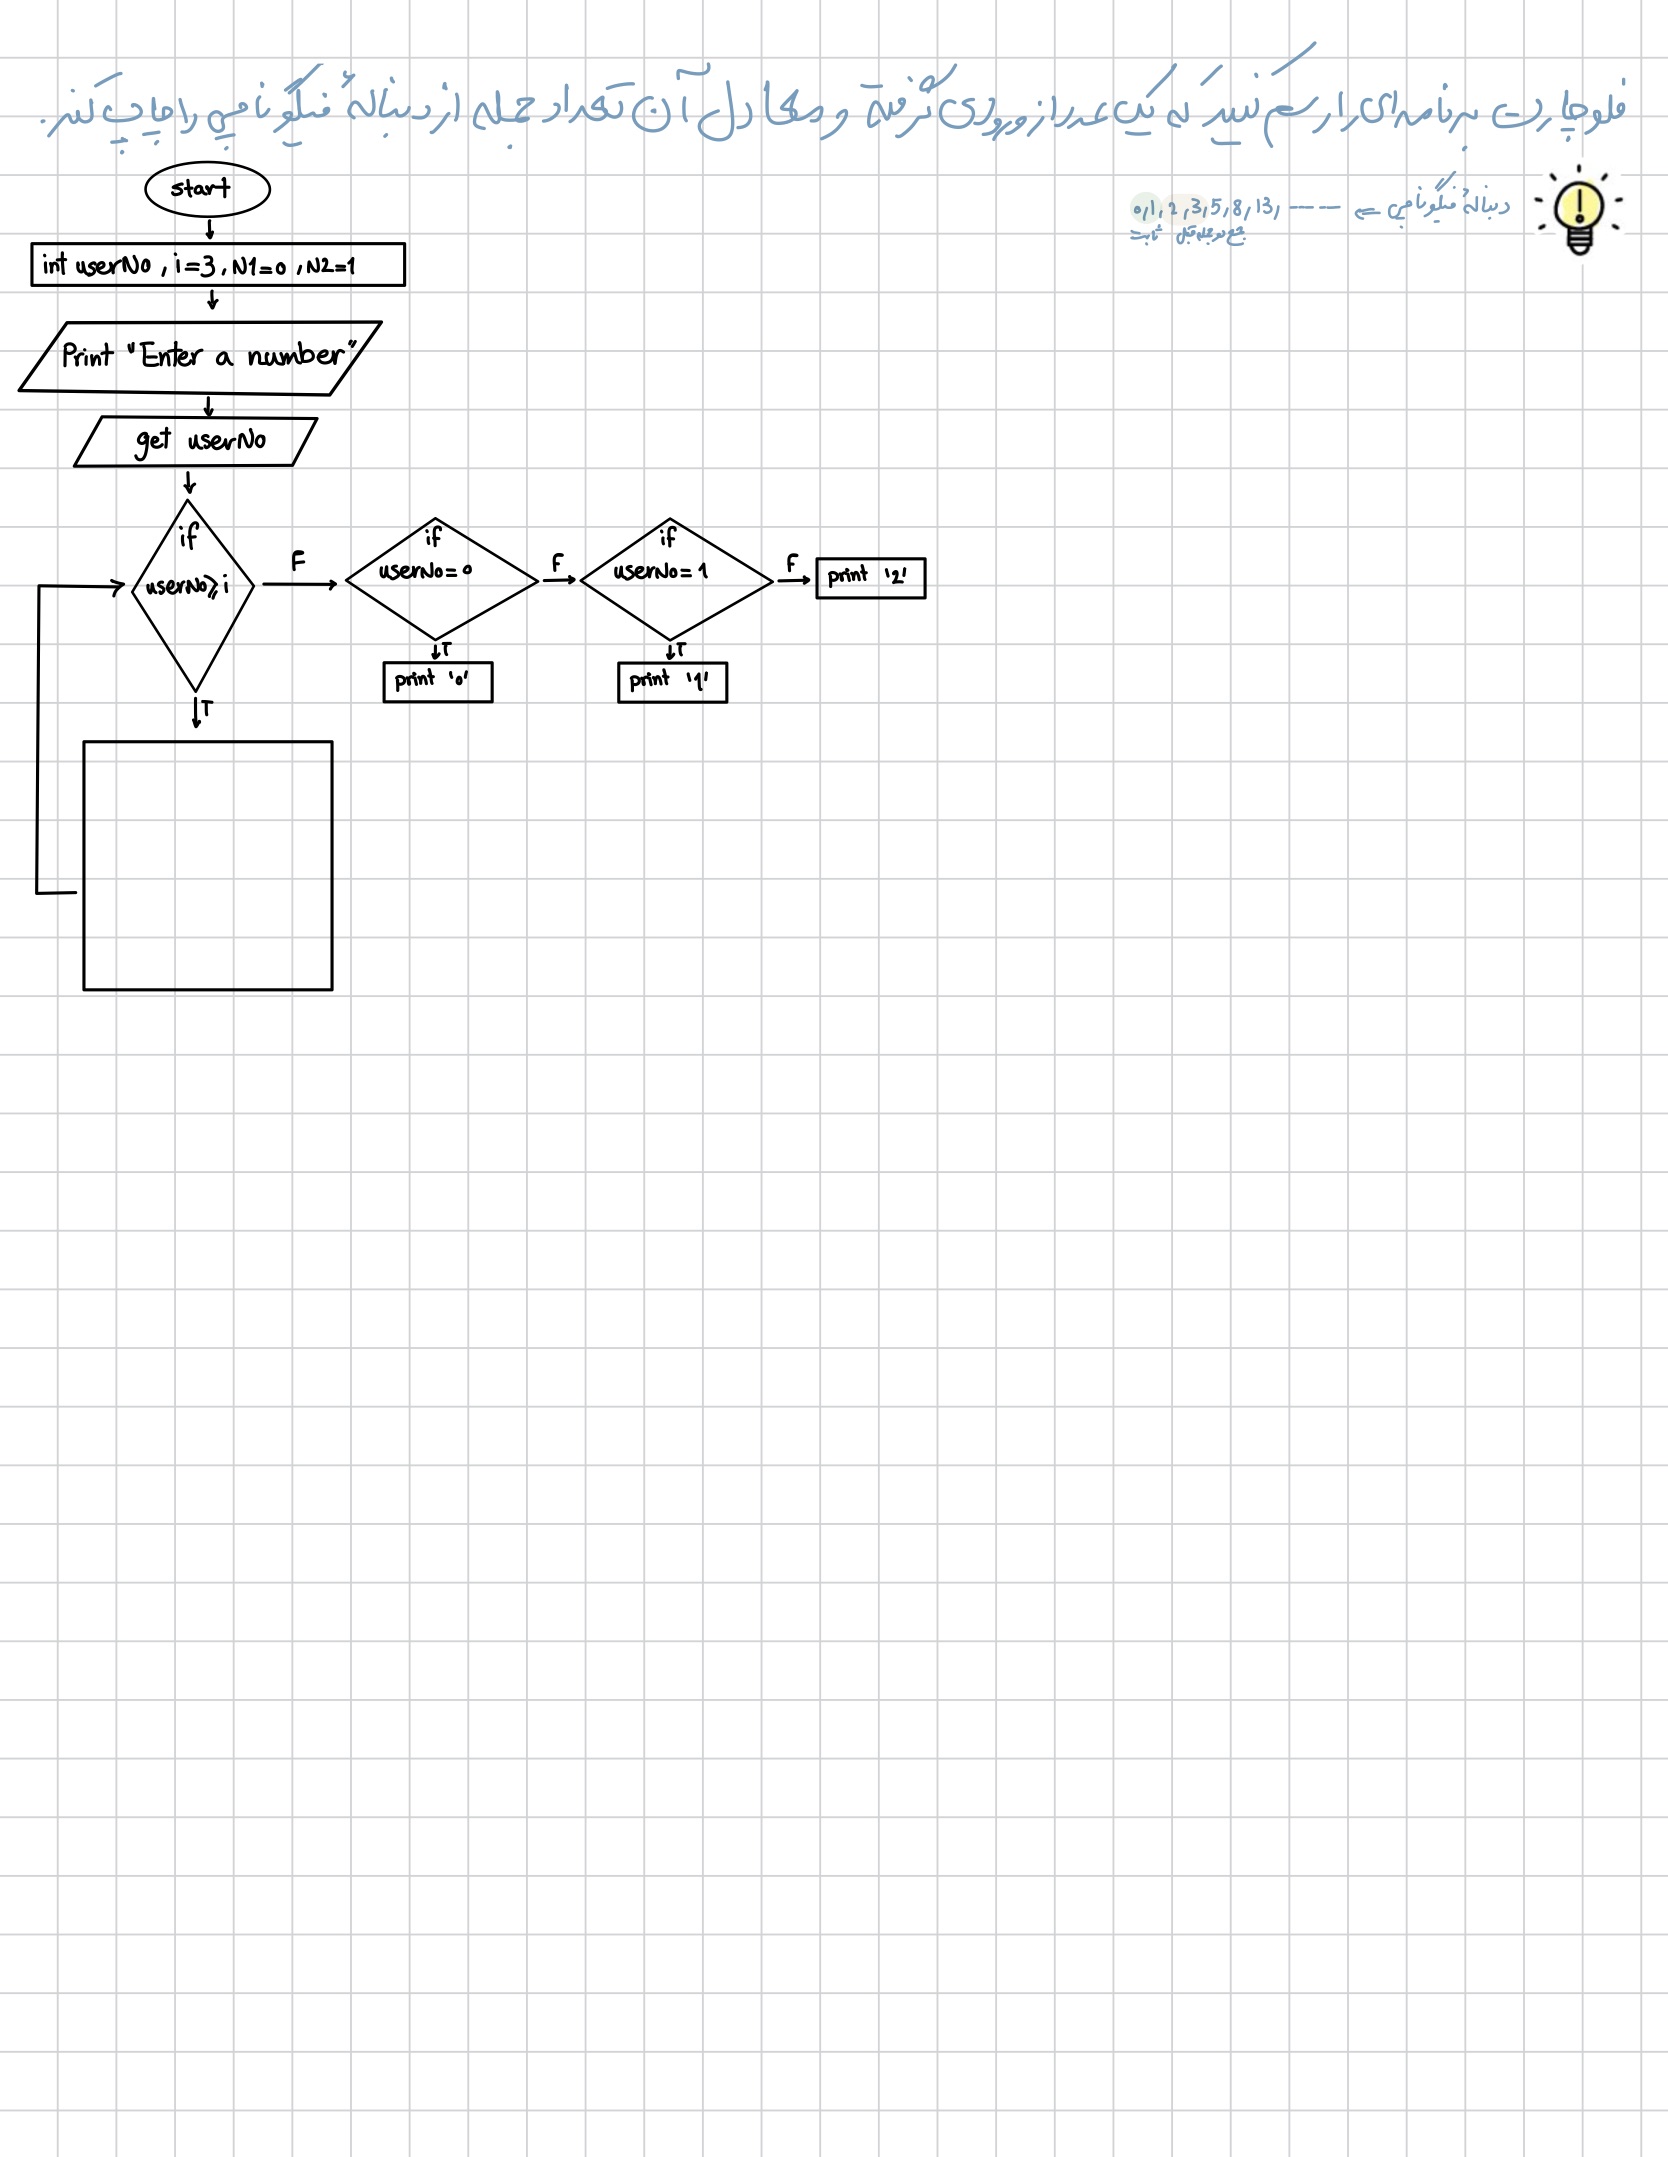 فلوچارت برنامه‌ای را رسم کنید که یک عدد از ورودی گرفته و معادل آن تعداد جمله از دنباله فیبوناچی را چاپ کند.
دنباله فیبوناچی ⇐ ---- ,0,1,2,3,5,8,13
جمع دو جمله قبل ثابت
start
int userNo , i=3 , N1=0 , N2=1
Print "Enter a number"
get userNo
if
userNo⩾i
F
if
userNo=0
F
if
userNo=1
F
print '2'
T
print '0'
T
print '1'
T